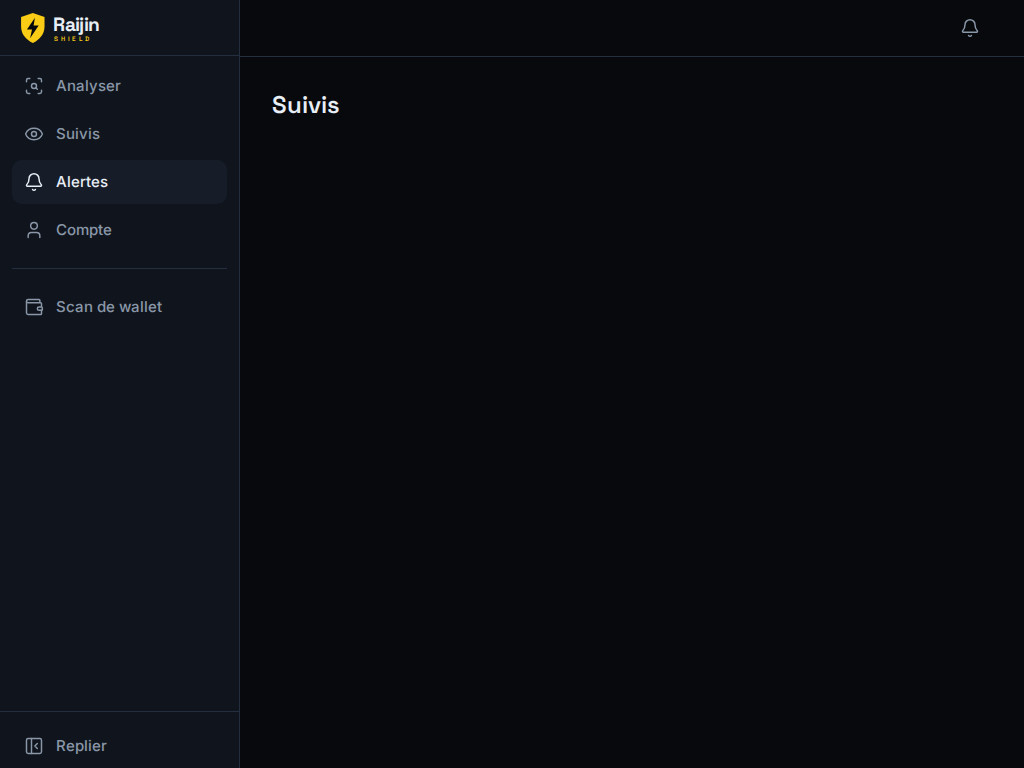 Raijin
SHIELD
Analyser
Suivis
Alertes
Compte
Scan de wallet
Replier
Suivis